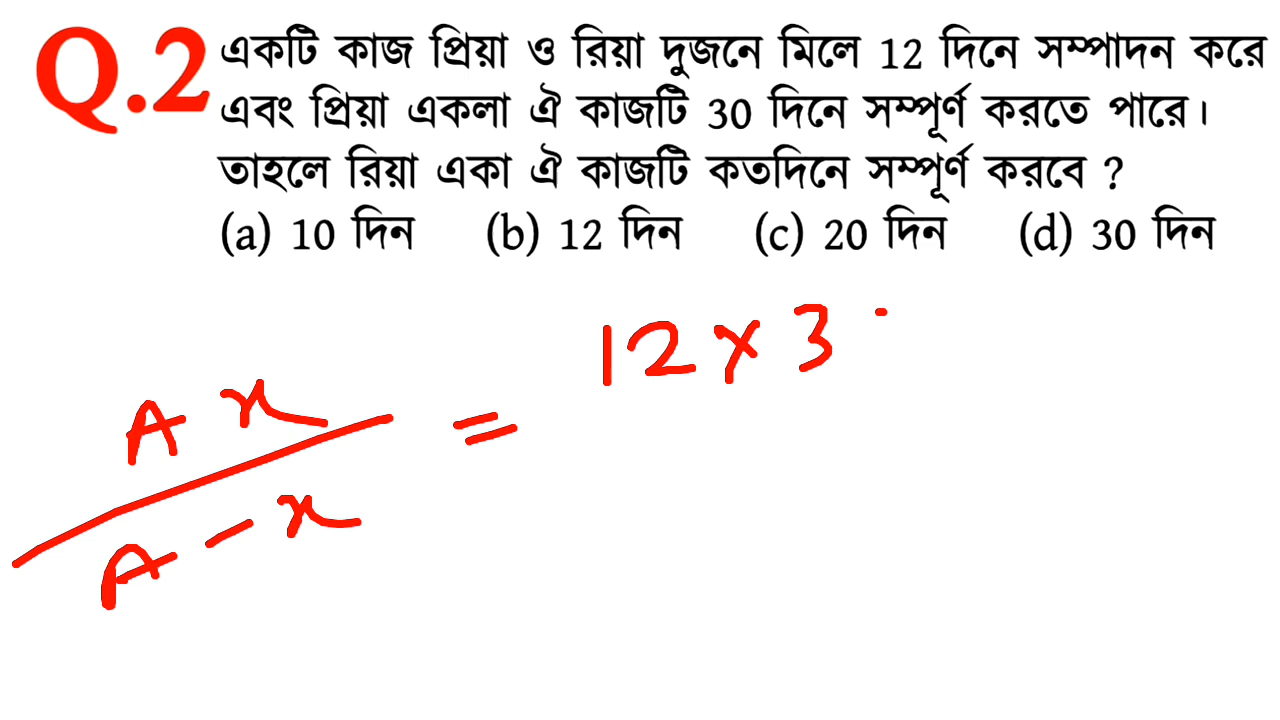 Q.2 একটি কাজ প্রিয়া ও রিয়া দুজনে মিলে 12 দিনে সম্পাদন করে
এবং প্রিয়া একলা ঐ কাজটি 30 দিনে সম্পূর্ণ করতে পারে।
তাহলে রিয়া একা ঐ কাজটি কতদিনে সম্পূর্ণ করবে ?
(a) 10 দিন (b) 12 দিন (c) 20 দিন (d) 30 দিন
12 × 3
A x =
A - x